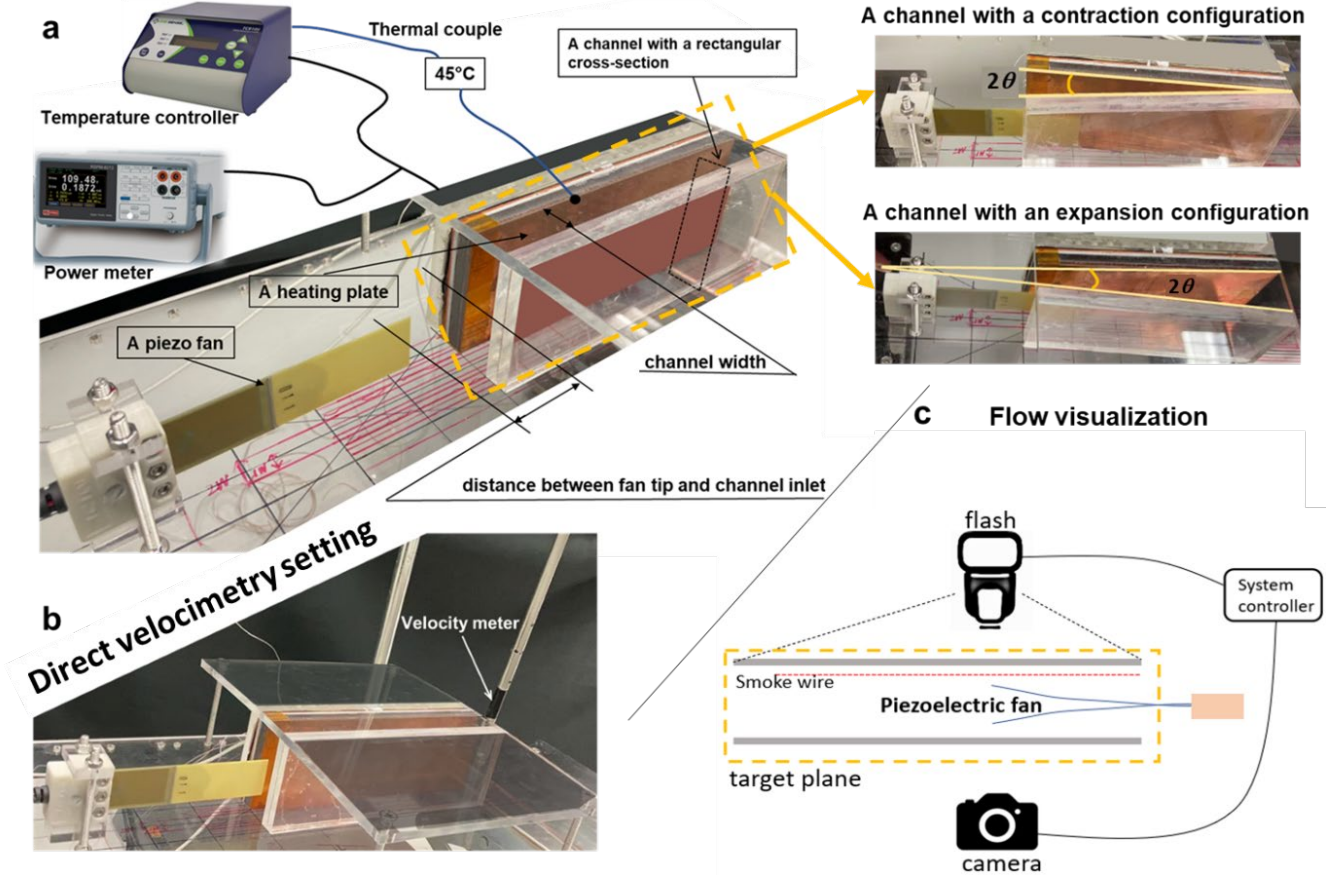 a
Thermal couple
45°C
A channel with a rectangular
cross-section
Temperature controller
109.48
0.1872
Power meter
A heating plate
A piezo fan
channel width
distance between fan tip and channel inlet
A channel with a contraction configuration
2θ
A channel with an expansion configuration
2θ
b
Direct velocimetry setting
Velocity meter
c
Flow visualization
flash
System
controller
Smoke wire
Piezoelectric fan
target plane
camera